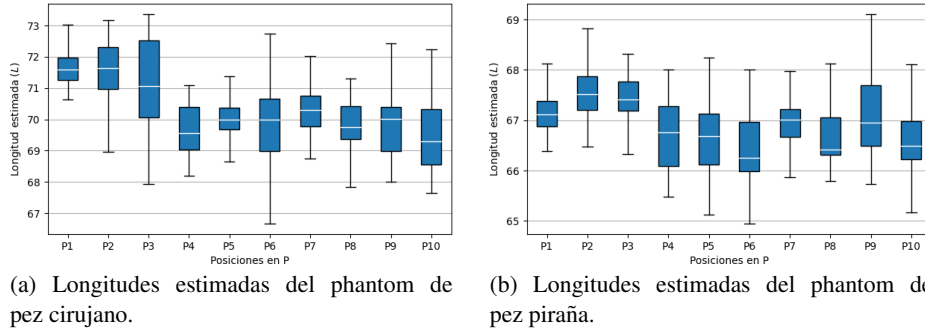 73
72
71
70
69
68
67
Longitud estimada (L)
P1 P2 P3 P4 P5 P6 P7 P8 P9 P10
Posiciones en P
(a) Longitudes estimadas del phantom de
pez cirujano.
69
68
67
66
65
Longitud estimada (L)
P1 P2 P3 P4 P5 P6 P7 P8 P9 P10
Posiciones en P
(b) Longitudes estimadas del phantom de
pez piraña.